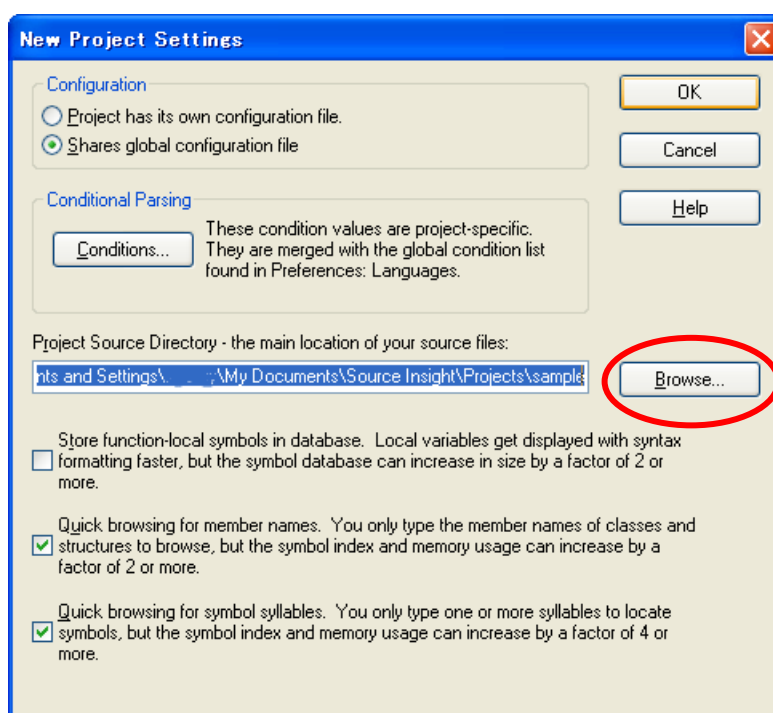 New Project Settings
Configuration
Project has its own configuration file.
Shares global configuration file
OK
Cancel
Help
Conditional Parsing
Conditions...
These condition values are project-specific.
They are merged with the global condition list
found in Preferences: Languages.
Project Source Directory - the main location of your source files:
nts and Settings\ \My Documents\Source Insight\Projects\sample
Browse...
Store function-local symbols in database. Local variables get displayed with syntax
formatting faster, but the symbol database can increase in size by a factor of 2 or
more.
Quick browsing for member names. You only type the member names of classes and
structures to browse, but the symbol index and memory usage can increase by a
factor of 2 or more.
Quick browsing for symbol syllables. You only type one or more syllables to locate
symbols, but the symbol index and memory usage can increase by a factor of 4 or
more.